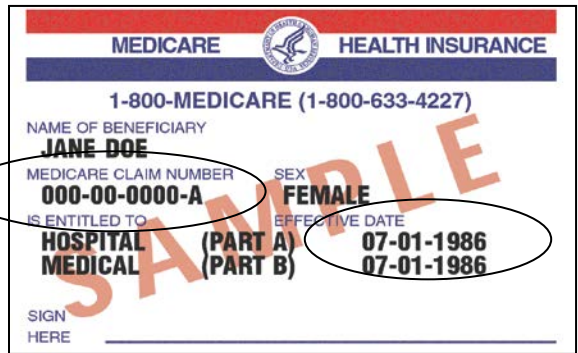 MEDICARE HEALTH INSURANCE
1-800-MEDICARE (1-800-633-4227)
NAME OF BENEFICIARY
JANE DOE
MEDICARE CLAIM NUMBER SEX
000-00-0000-A FEMALE
IS ENTITLED TO EFFECTIVE DATE
HOSPITAL (PART A) 07-01-1986
MEDICAL (PART B) 07-01-1986
SAMPLE
SIGN
HERE